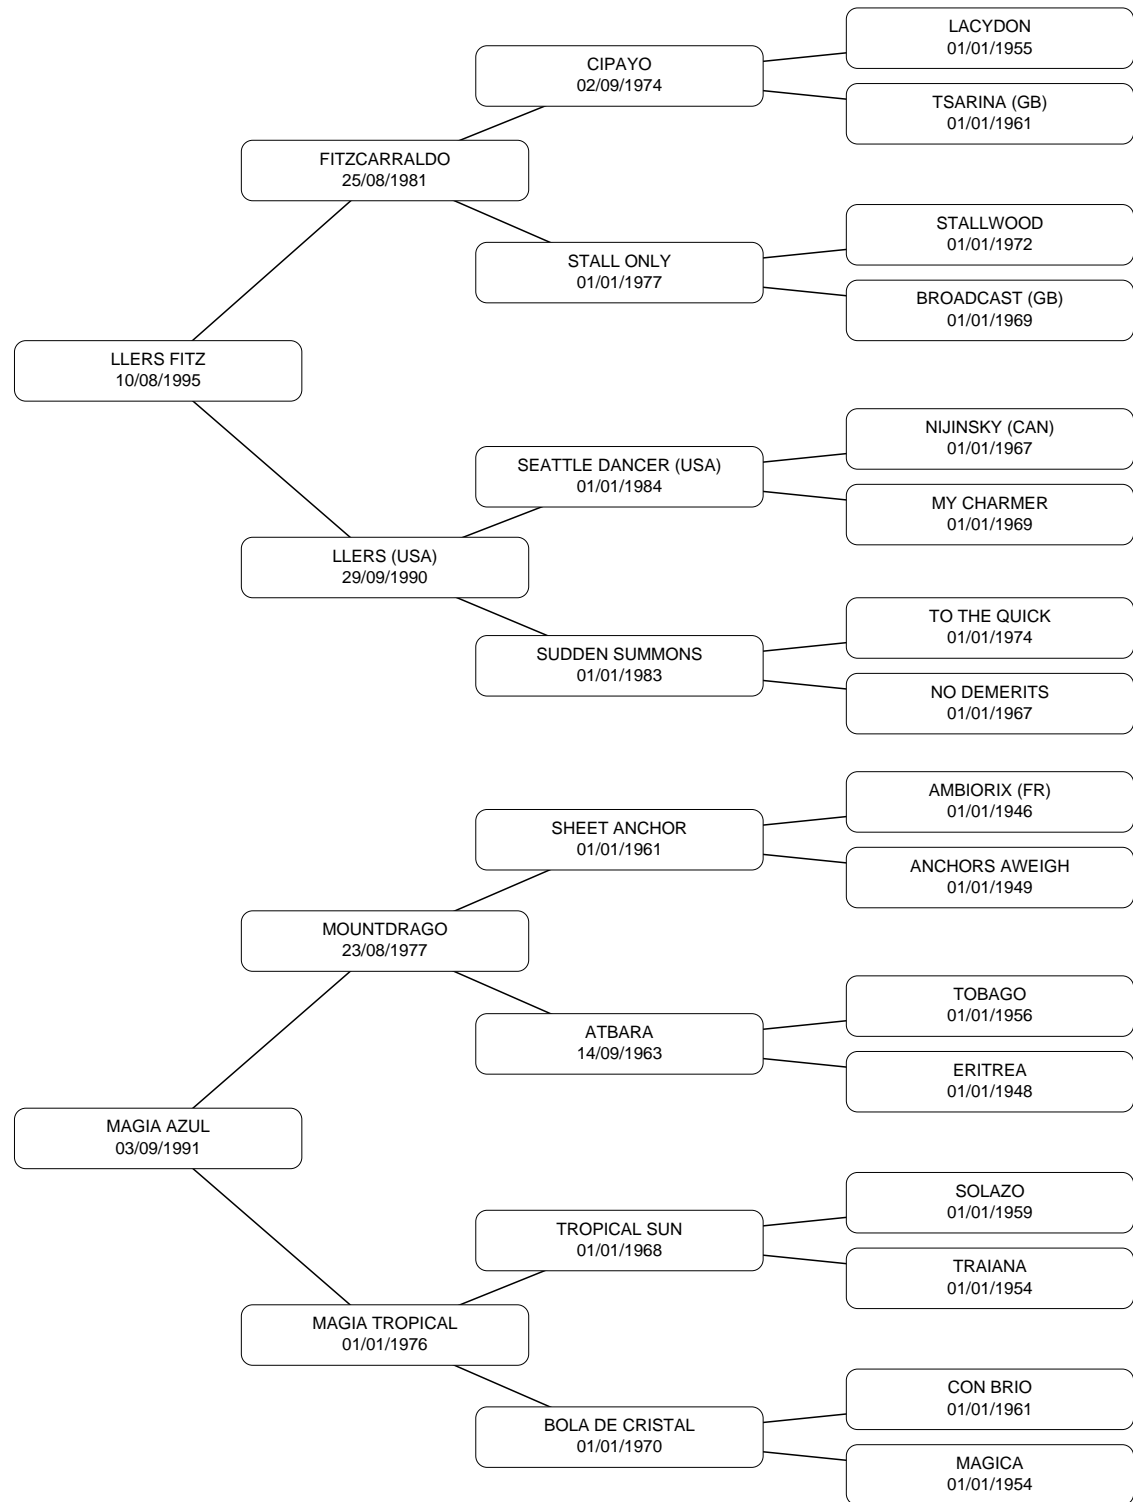 LACYDON
01/01/1955
CIPAYO
02/09/1974
TSARINA (GB)
01/01/1961
FITZCARRALDO
25/08/1981
STALLWOOD
01/01/1972
STALL ONLY
01/01/1977
BROADCAST (GB)
01/01/1969
LLERS FITZ
10/08/1995
NIJINSKY (CAN)
01/01/1967
SEATTLE DANCER (USA)
01/01/1984
MY CHARMER
01/01/1969
LLERS (USA)
29/09/1990
TO THE QUICK
01/01/1974
SUDDEN SUMMONS
01/01/1983
NO DEMERITS
01/01/1967
AMBIORIX (FR)
01/01/1946
SHEET ANCHOR
01/01/1961
ANCHORS AWEIGH
01/01/1949
MOUNTDRAGO
23/08/1977
TOBAGO
01/01/1956
ATBARA
14/09/1963
ERITREA
01/01/1948
MAGIA AZUL
03/09/1991
SOLAZO
01/01/1959
TROPICAL SUN
01/01/1968
TRAIANA
01/01/1954
MAGIA TROPICAL
01/01/1976
CON BRIO
01/01/1961
BOLA DE CRISTAL
01/01/1970
MAGICA
01/01/1954